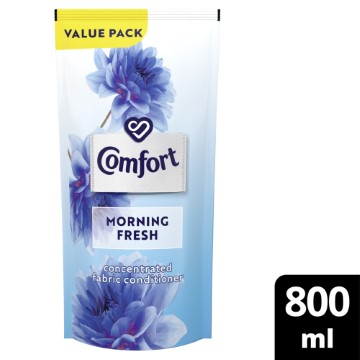 VALUE PACK
Comfort
MORNING
FRESH
concentrated
fabric conditioner
800
ml